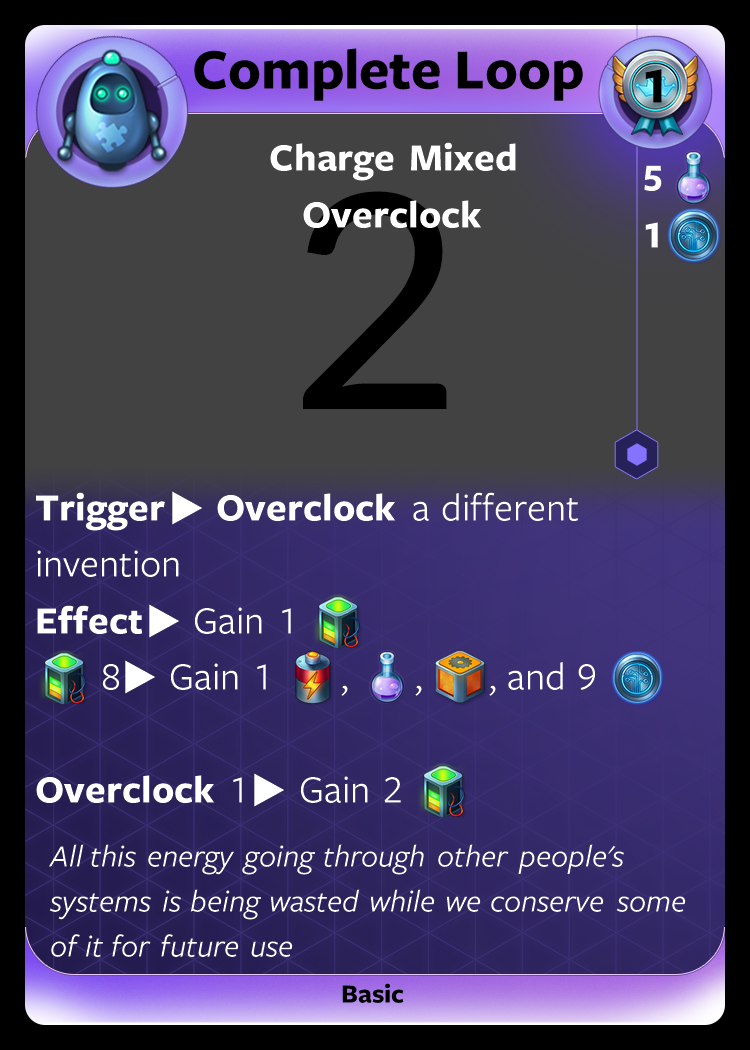 Complete Loop
1
Charge Mixed
5
Overclock
1
2
Trigger▶ Overclock a different
invention
Effect▶ Gain 1
8▶ Gain 1 , , , and 9
Overclock 1▶ Gain 2
All this energy going through other people's
systems is being wasted while we conserve some
of it for future use
Basic